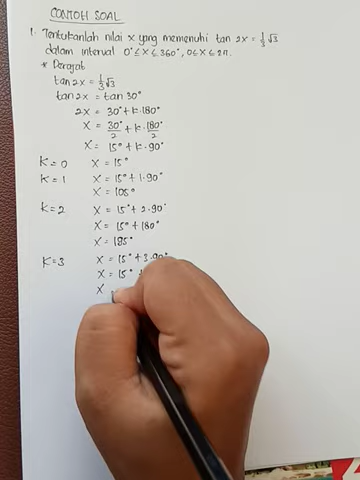 CONTOH SOAL
1. Tentukanlah nilai x yang memenuhi tan 2x = 1/3 √3
dalam interval 0° ≤ x ≤ 360°, 0 ≤ x ≤ 2π.
* Derajat
tan 2x = 1/3 √3
tan 2x = tan 30°
2x = 30° + k·180°
x = 30°/2 + k·180°/2
x = 15° + k·90°
K=0 x = 15°
K=1 x = 15° + 1·90°
x = 105°
K=2 x = 15° + 2·90°
x = 15° + 180°
x = 195°
K=3 x = 15° + 3·90°
x = 15°
x